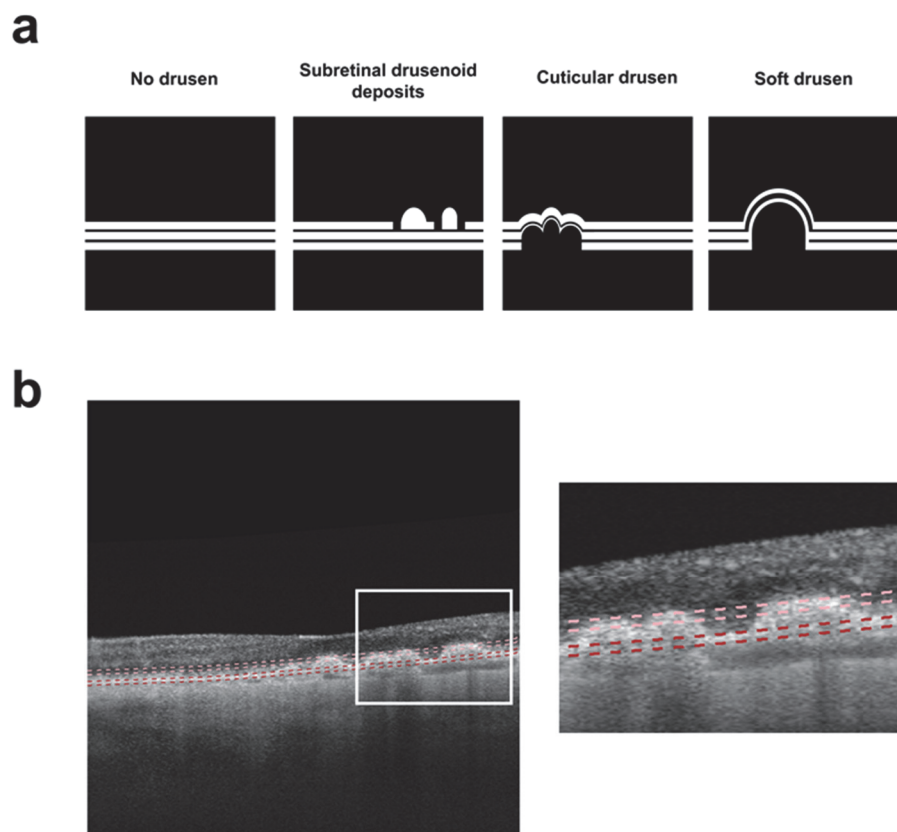 a
No drusen
Subretinal drusenoid
deposits
Cuticular drusen
Soft drusen
b